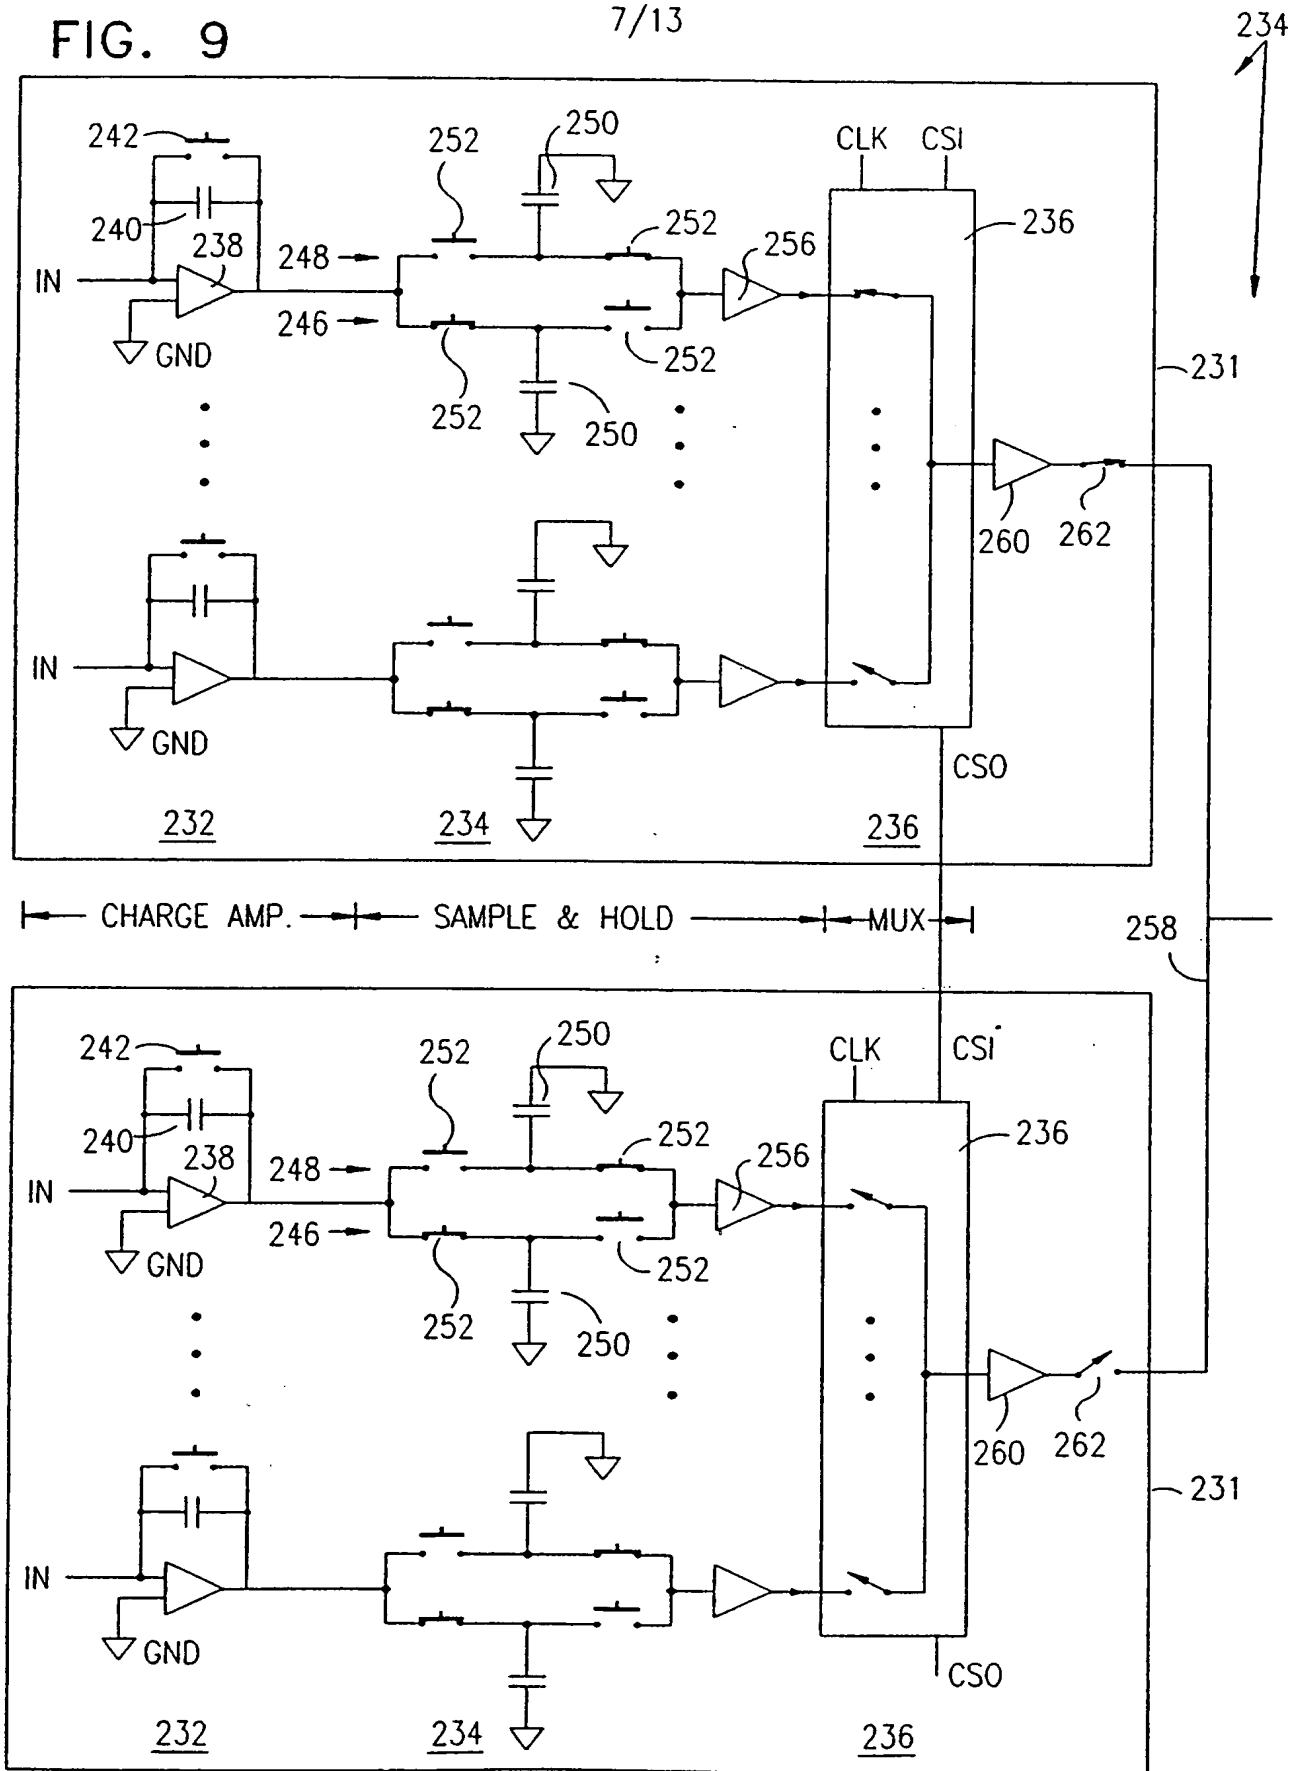 FIG. 9
7/13
234
242
250
252
CLK CSI
240
238
248
252
256
236
IN
246
GND
252
252
250
231
260
262
IN
GND
CSO
232
234
236
CHARGE AMP.
SAMPLE & HOLD
MUX
258
242
250
252
CLK
CSI
240
238
248
252
256
236
IN
246
GND
252
252
250
260
262
231
IN
GND
CSO
232
234
236